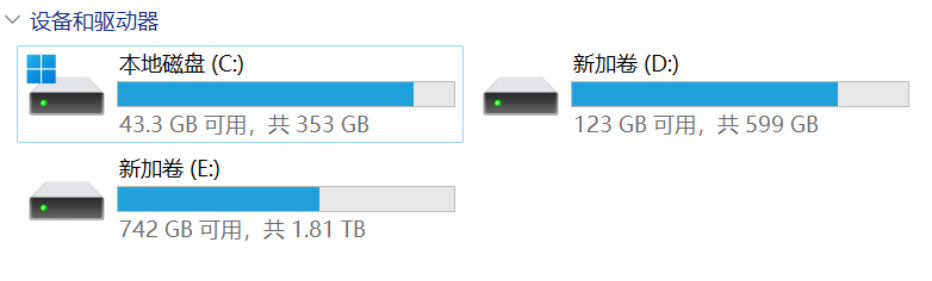 设备和驱动器
本地磁盘 (C:)
43.3 GB 可用，共 353 GB
新加卷 (D:)
123 GB 可用，共 599 GB
新加卷 (E:)
742 GB 可用，共 1.81 TB